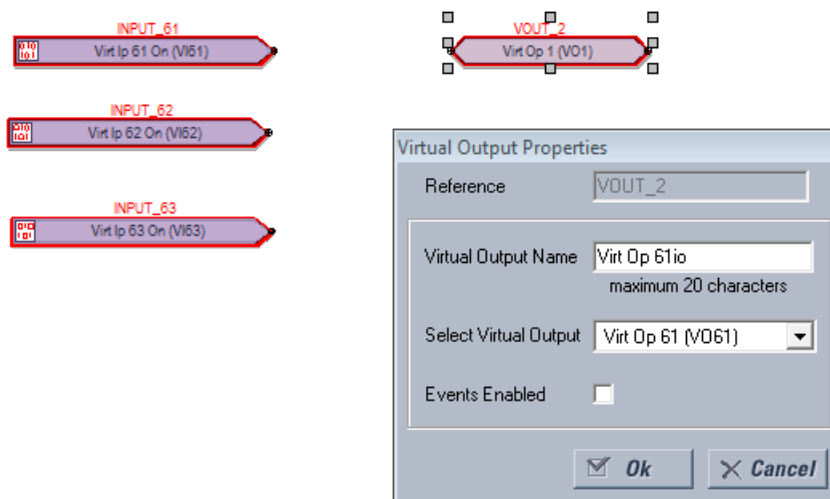 INPUT_61
Virt Ip 61 On (VI61)
VOUT_2
Virt Op 1 (VO1)
INPUT_62
Virt Ip 62 On (VI62)
INPUT_63
Virt Ip 63 On (VI63)
Virtual Output Properties
Reference VOUT_2
Virtual Output Name Virt Op 61io
maximum 20 characters
Select Virtual Output Virt Op 61 (VO61)
Events Enabled
Ok Cancel